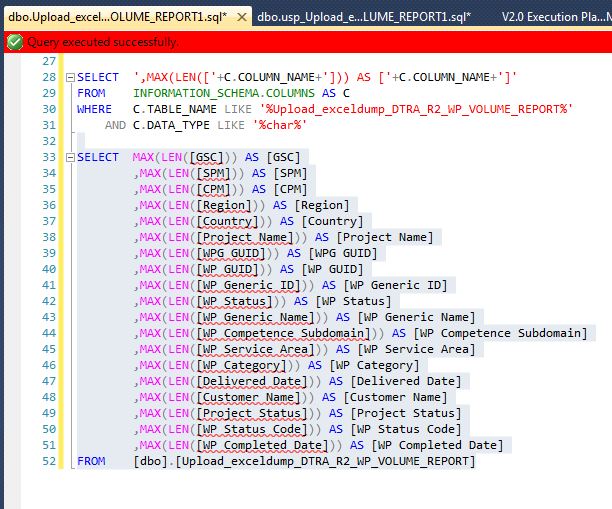 dbo.Upload_excel...OLUME_REPORT1.sql* dbo.usp_Upload_e...LUME_REPORT1.sql* V2.0 Execution Pla...M
Query executed successfully.
27
28 SELECT ',MAX(LEN(['+C.COLUMN_NAME+'])) AS ['+C.COLUMN_NAME+']'
29 FROM INFORMATION_SCHEMA.COLUMNS AS C
30 WHERE C.TABLE_NAME LIKE '%Upload_exceldump_DTRA_R2_WP_VOLUME_REPORT%'
31 AND C.DATA_TYPE LIKE '%char%'
32
33 SELECT MAX(LEN([GSC])) AS [GSC]
34 ,MAX(LEN([SPM])) AS [SPM]
35 ,MAX(LEN([CPM])) AS [CPM]
36 ,MAX(LEN([Region])) AS [Region]
37 ,MAX(LEN([Country])) AS [Country]
38 ,MAX(LEN([Project Name])) AS [Project Name]
39 ,MAX(LEN([WPG GUID])) AS [WPG GUID]
40 ,MAX(LEN([WP GUID])) AS [WP GUID]
41 ,MAX(LEN([WP Generic ID])) AS [WP Generic ID]
42 ,MAX(LEN([WP Status])) AS [WP Status]
43 ,MAX(LEN([WP Generic Name])) AS [WP Generic Name]
44 ,MAX(LEN([WP Competence Subdomain])) AS [WP Competence Subdomain]
45 ,MAX(LEN([WP Service Area])) AS [WP Service Area]
46 ,MAX(LEN([WP Category])) AS [WP Category]
47 ,MAX(LEN([Delivered Date])) AS [Delivered Date]
48 ,MAX(LEN([Customer Name])) AS [Customer Name]
49 ,MAX(LEN([Project Status])) AS [Project Status]
50 ,MAX(LEN([WP Status Code])) AS [WP Status Code]
51 ,MAX(LEN([WP Completed Date])) AS [WP Completed Date]
52 FROM [dbo].[Upload_exceldump_DTRA_R2_WP_VOLUME_REPORT]